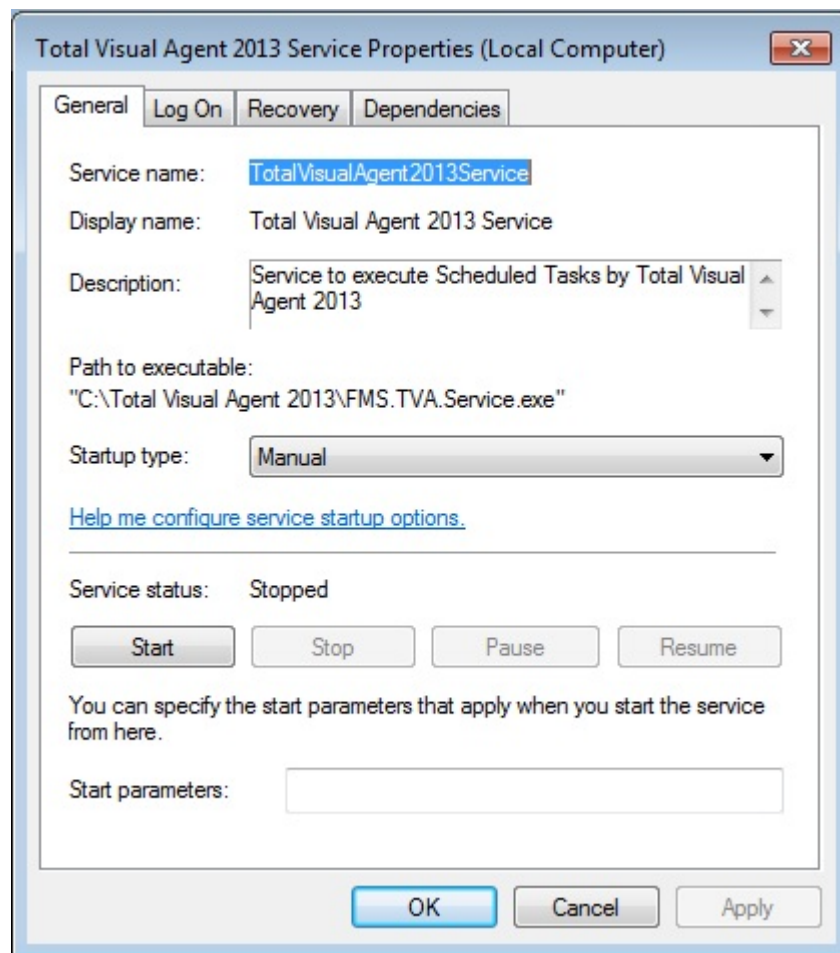 Total Visual Agent 2013 Service Properties (Local Computer)
General Log On Recovery Dependencies
Service name: TotalVisualAgent2013Service
Display name: Total Visual Agent 2013 Service
Description: Service to execute Scheduled Tasks by Total Visual
Agent 2013
Path to executable:
"C:\Total Visual Agent 2013\FMS.TVA.Service.exe"
Startup type: Manual
Help me configure service startup options.
Service status: Stopped
Start Stop Pause Resume
You can specify the start parameters that apply when you start the service
from here.
Start parameters:
OK Cancel Apply